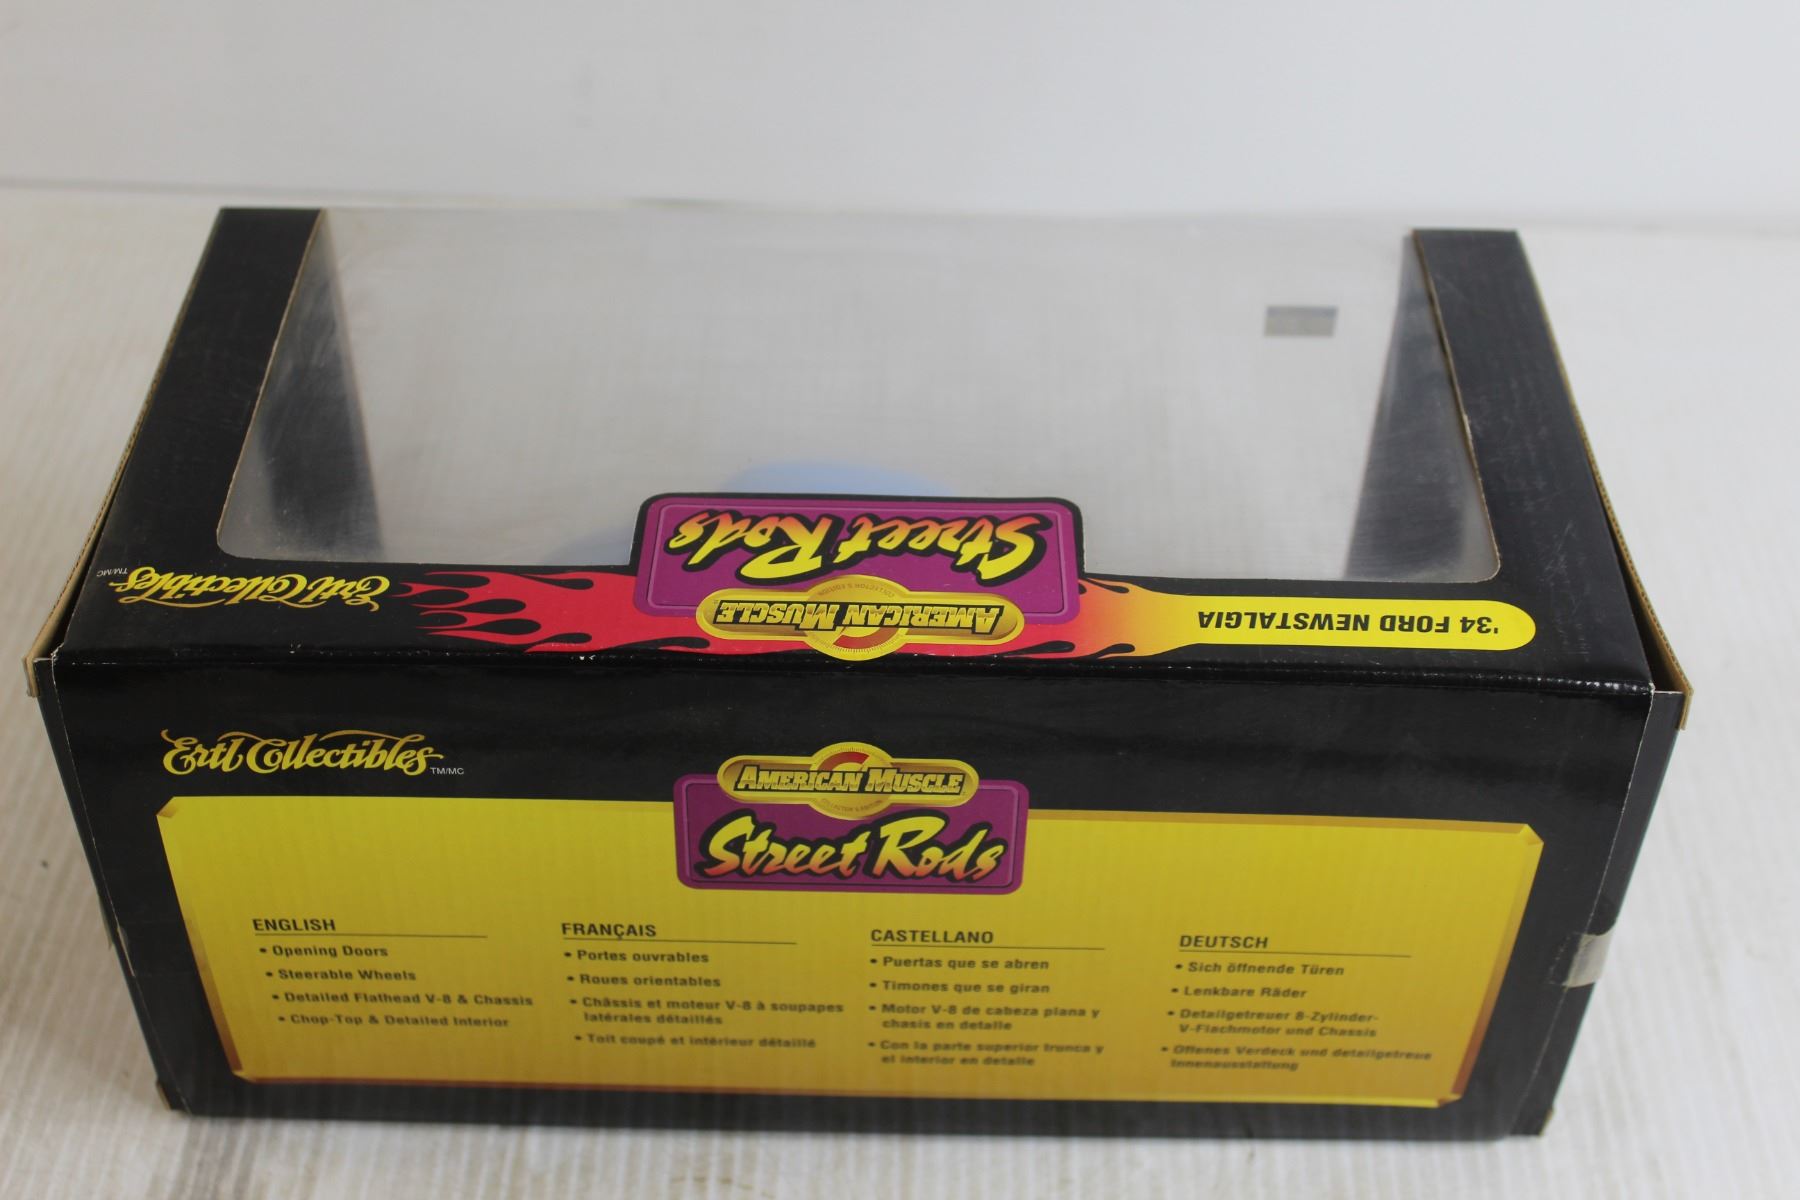 Street Rods
AMERICAN MUSCLE
COLLECTOR'S EDITION
Ertl Collectibles TM/MC
'34 FORD NEWSTALGIA
Ertl Collectibles TM/MC
AMERICAN MUSCLE
COLLECTOR'S EDITION
Street Rods
ENGLISH
• Opening Doors
• Steerable Wheels
• Detailed Flathead V-8 & Chassis
• Chop-Top & Detailed Interior
FRANÇAIS
• Portes ouvrables
• Roues orientables
• Châssis et moteur V-8 à soupapes
latérales détaillés
• Toit coupé et intérieur détaillé
CASTELLANO
• Puertas que se abren
• Timones que se giran
• Motor V-8 de cabeza plana y
chasis en detalle
• Con la parte superior trunca y
el interior en detalle
DEUTSCH
• Sich öffnende Türen
• Lenkbare Räder
• Detailgetreuer 8-Zylinder-
V-Flachmotor und Chassis
• Offenes Verdeck und detailgetreue
Innenausstattung